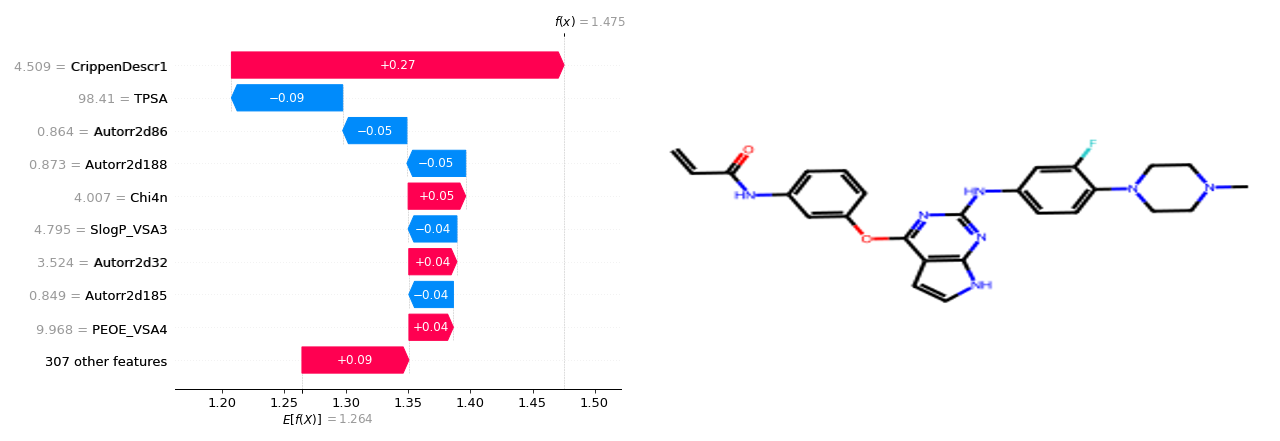 f(x) = 1.475
4.509 = CrippenDescr1
+0.27
98.41 = TPSA
−0.09
0.864 = Autorr2d86
−0.05
0.873 = Autorr2d188
−0.05
4.007 = Chi4n
+0.05
4.795 = SlogP_VSA3
−0.04
3.524 = Autorr2d32
+0.04
0.849 = Autorr2d185
−0.04
9.968 = PEOE_VSA4
+0.04
307 other features
+0.09
1.20 1.25 1.30 1.35 1.40 1.45 1.50
E[f(X)] = 1.264
F
O
HN
HN
N
N
N
N
O
NH